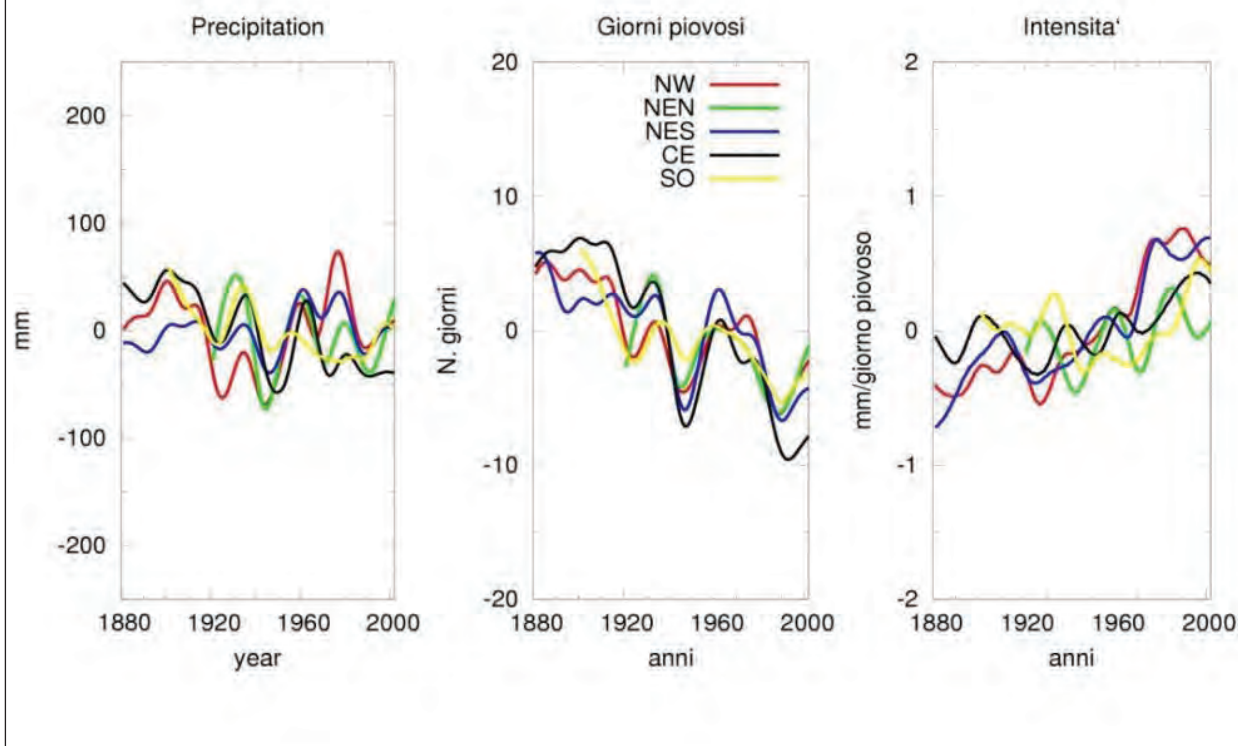 Precipitation
200
100
0
-100
-200
mm
1880 1920 1960 2000
year
Giorni piovosi
20
10
0
-10
-20
N. giorni
NW
NEN
NES
CE
SO
1880 1920 1960 2000
anni
Intensita‘
2
1
0
-1
-2
mm/giorno piovoso
1880 1920 1960 2000
anni